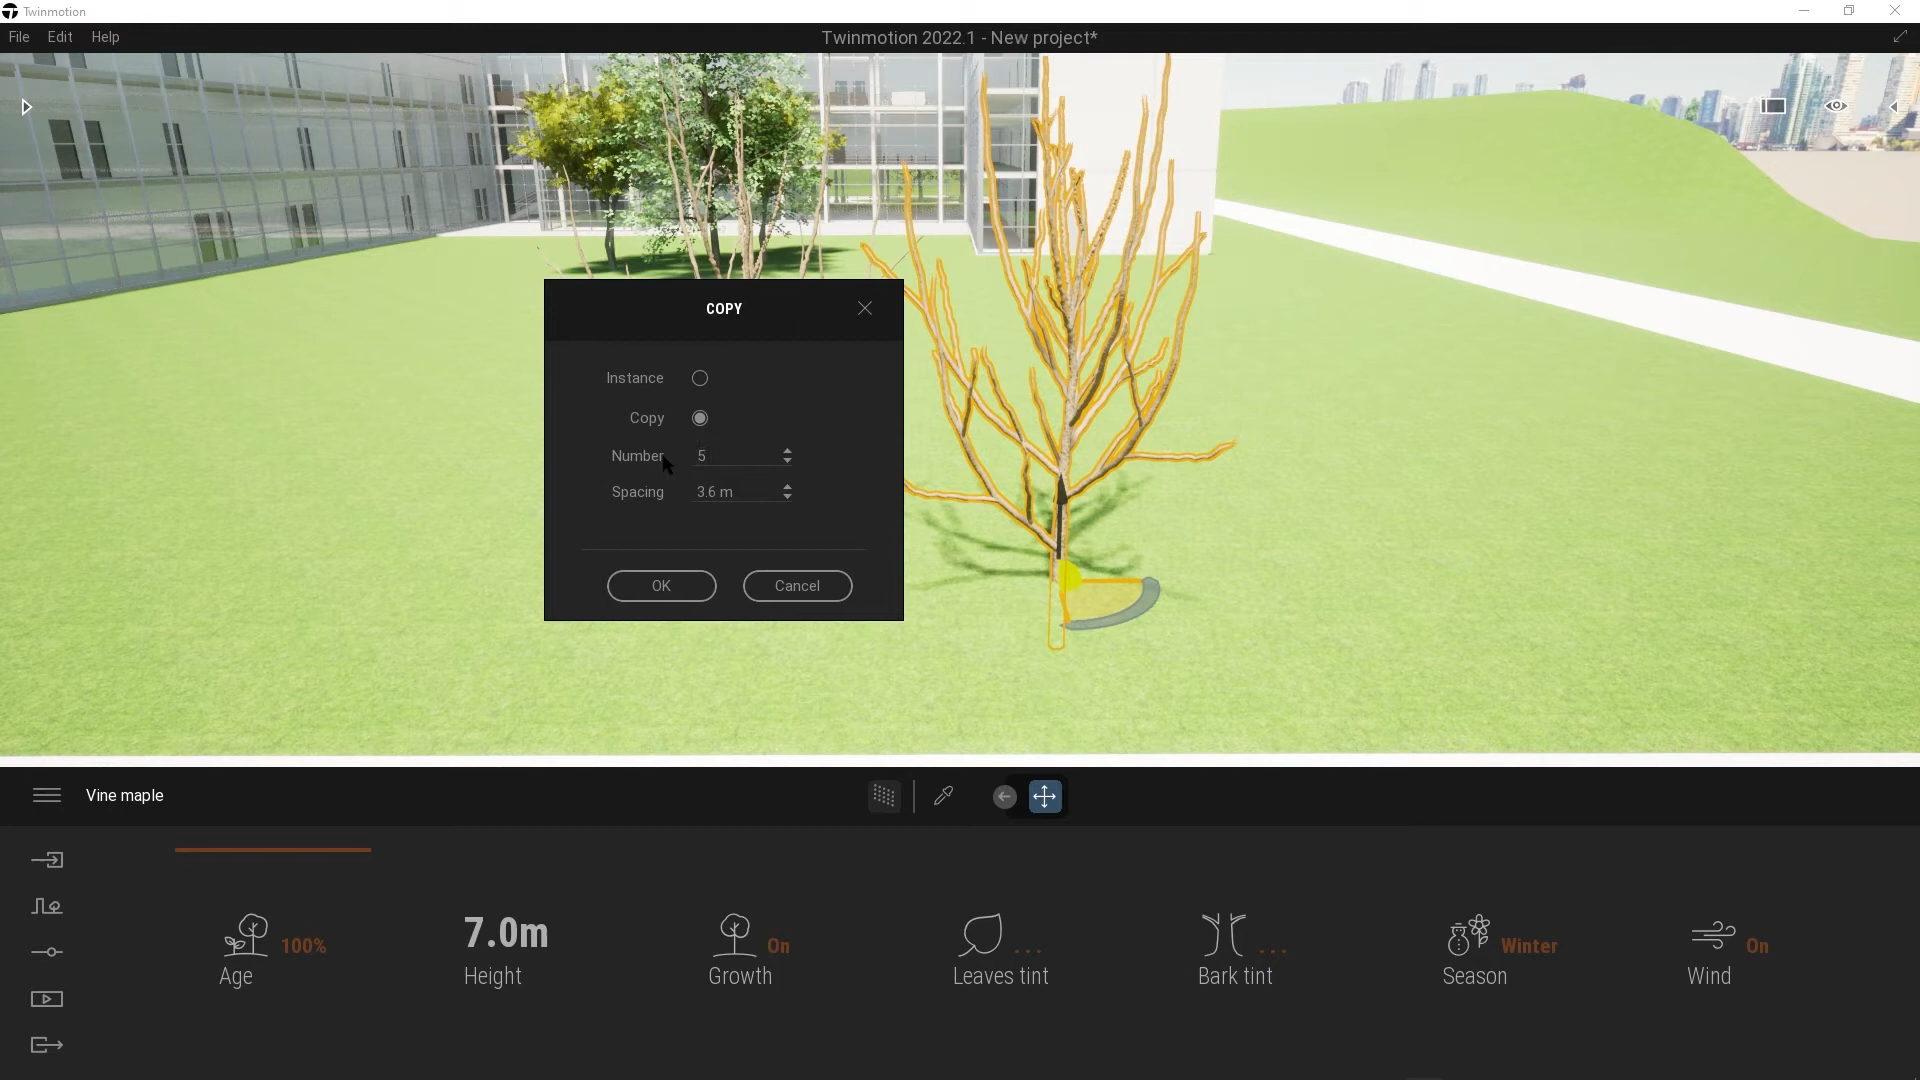 Twinmotion
File Edit Help
Twinmotion 2022.1 - New project*
COPY
Instance
Copy
Number 5
Spacing 3.6 m
OK Cancel
Vine maple
100%
Age
7.0m
Height
On
Growth
...
Leaves tint
...
Bark tint
Winter
Season
On
Wind